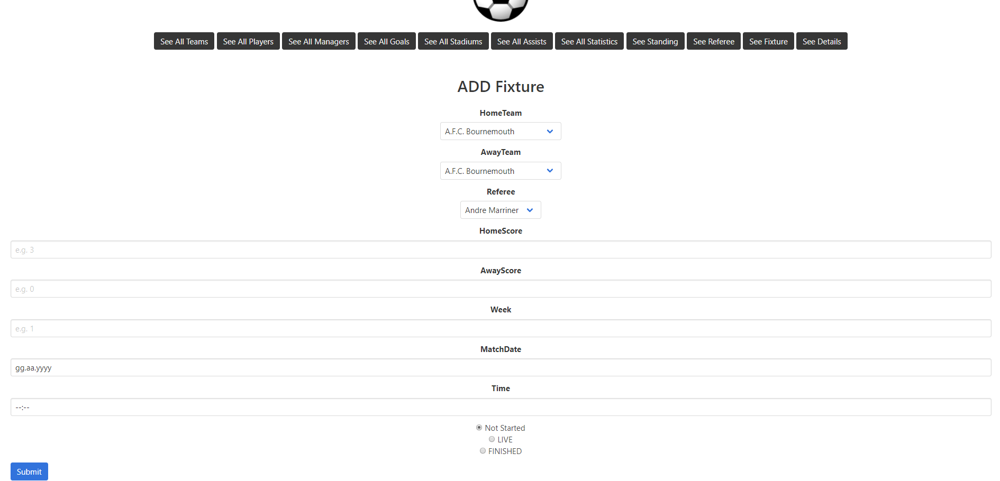 See All Teams See All Players See All Managers See All Goals See All Stadiums See All Assists See All Statistics See Standing See Referee See Fixture See Details
ADD Fixture
HomeTeam
A.F.C. Bournemouth
AwayTeam
A.F.C. Bournemouth
Referee
Andre Marriner
HomeScore
e.g. 3
AwayScore
e.g. 0
Week
e.g. 1
MatchDate
gg.aa.yyyy
Time
--:--
Not Started
LIVE
FINISHED
Submit